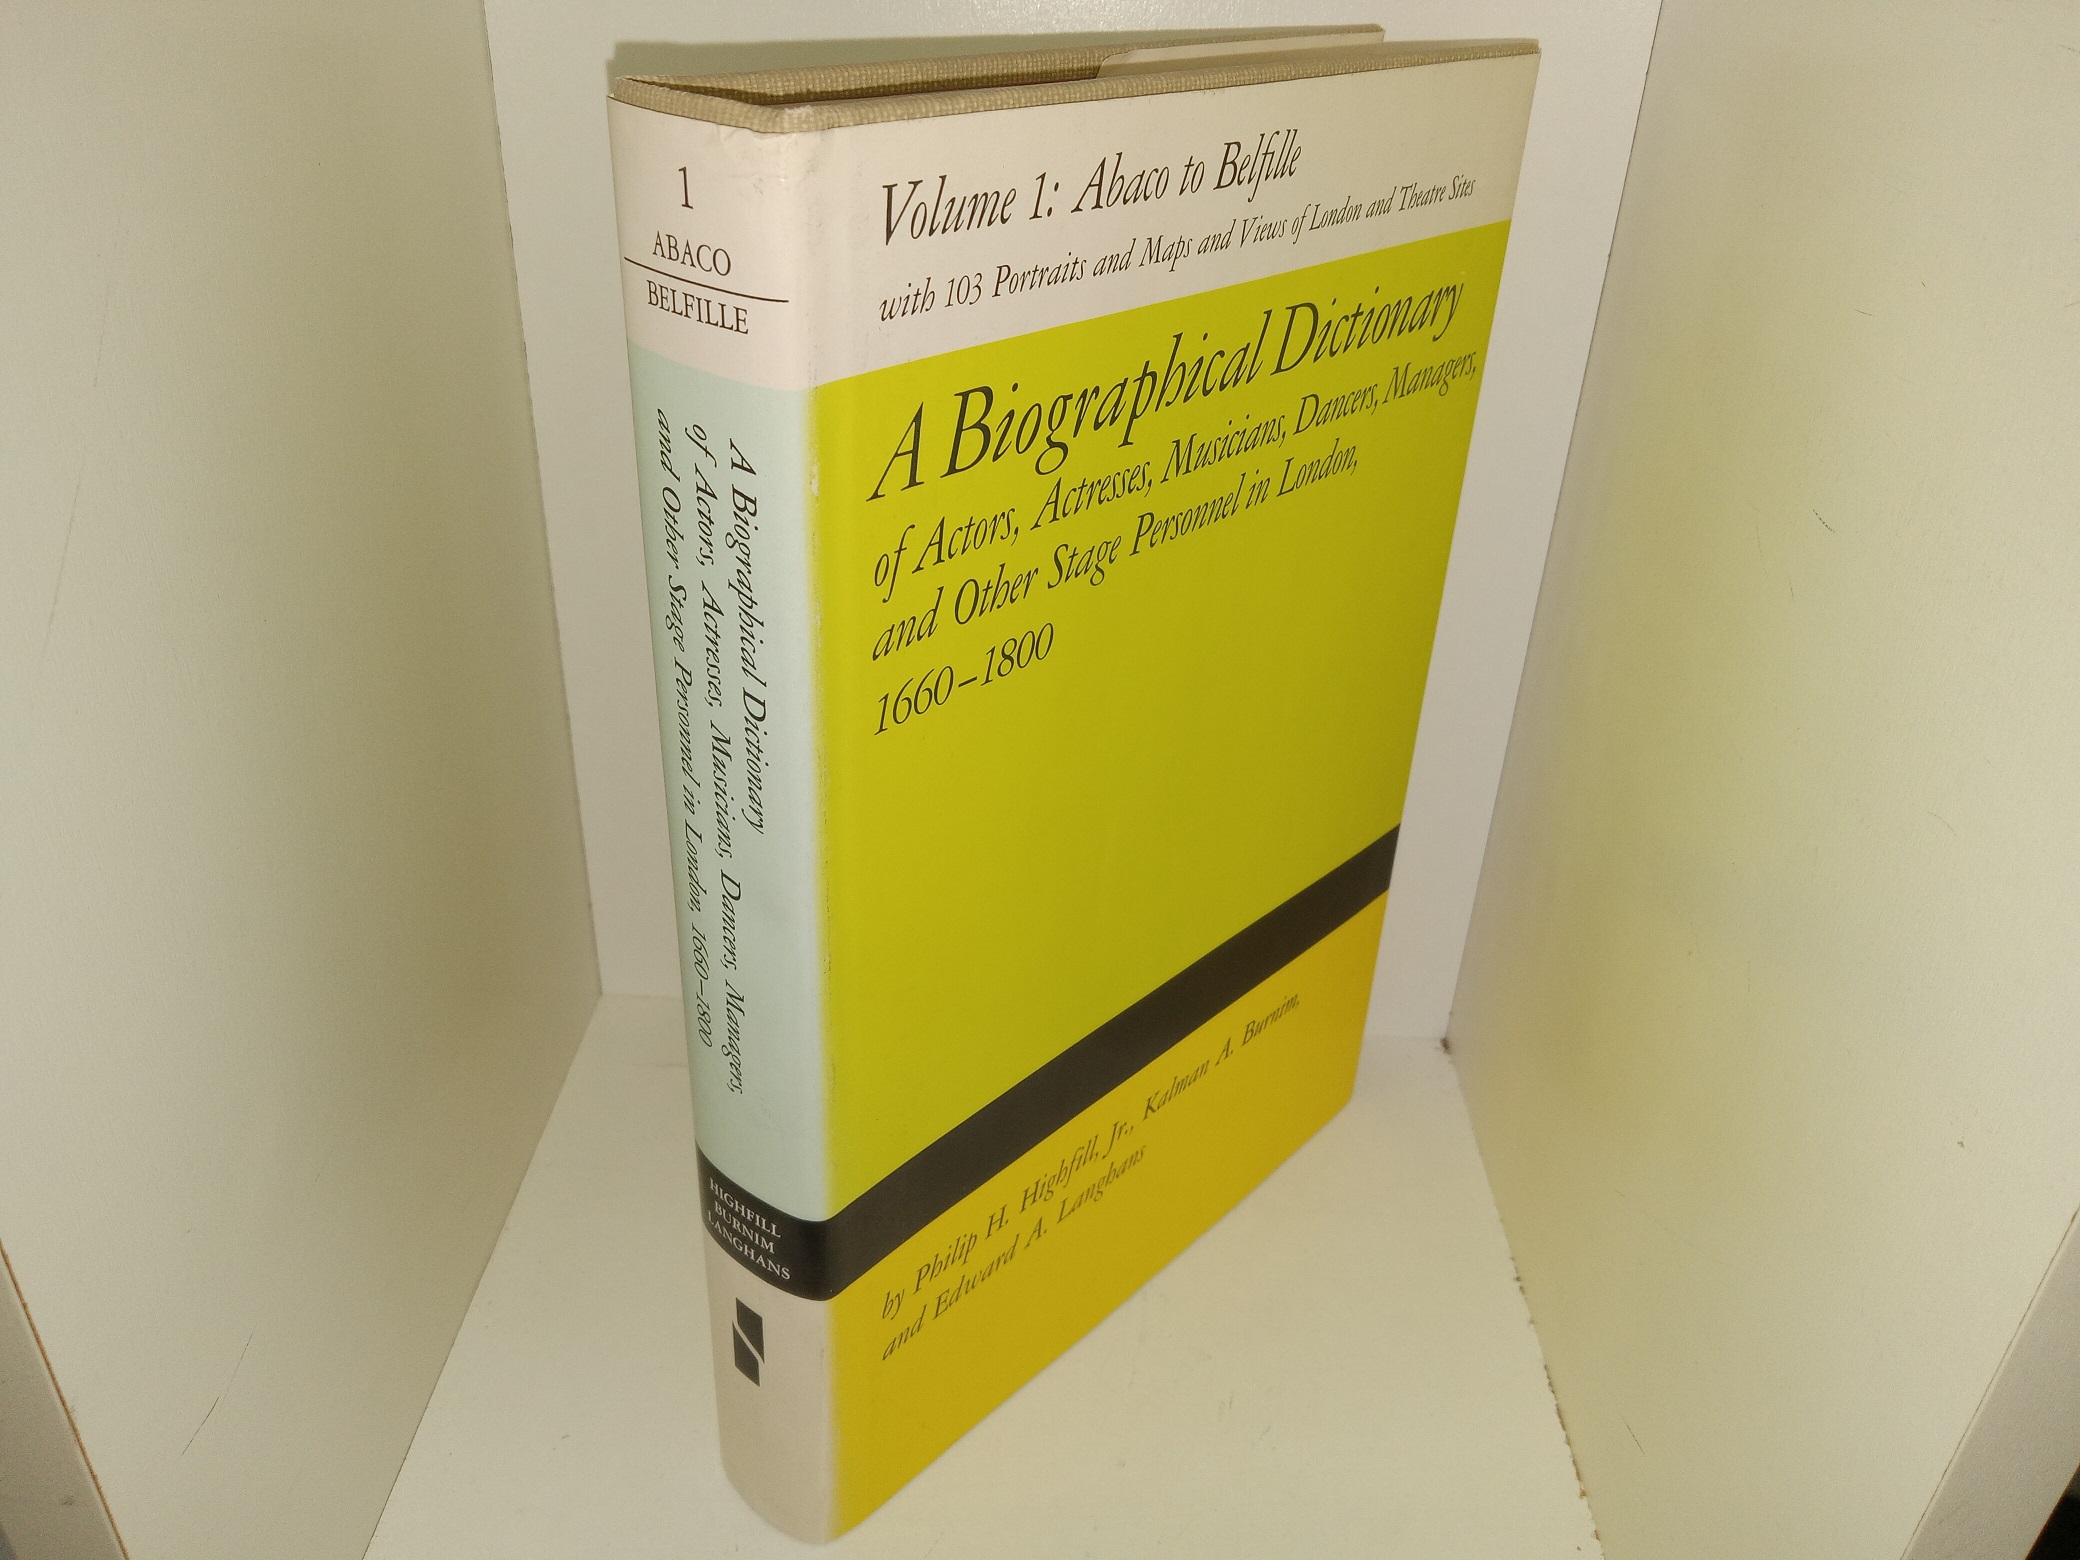 1
ABACO
BELFILLE
A Biographical Dictionary
of Actors, Actresses, Musicians, Dancers, Managers,
and Other Stage Personnel in London, 1660–1800
HIGHFILL
BURNIM
LANGHANS
Volume 1: Abaco to Belfille
with 103 Portraits and Maps and Views of London and Theatre Sites
A Biographical Dictionary
of Actors, Actresses, Musicians, Dancers, Managers,
and Other Stage Personnel in London,
1660–1800
by Philip H. Highfill, Jr., Kalman A. Burnim,
and Edward A. Langhans